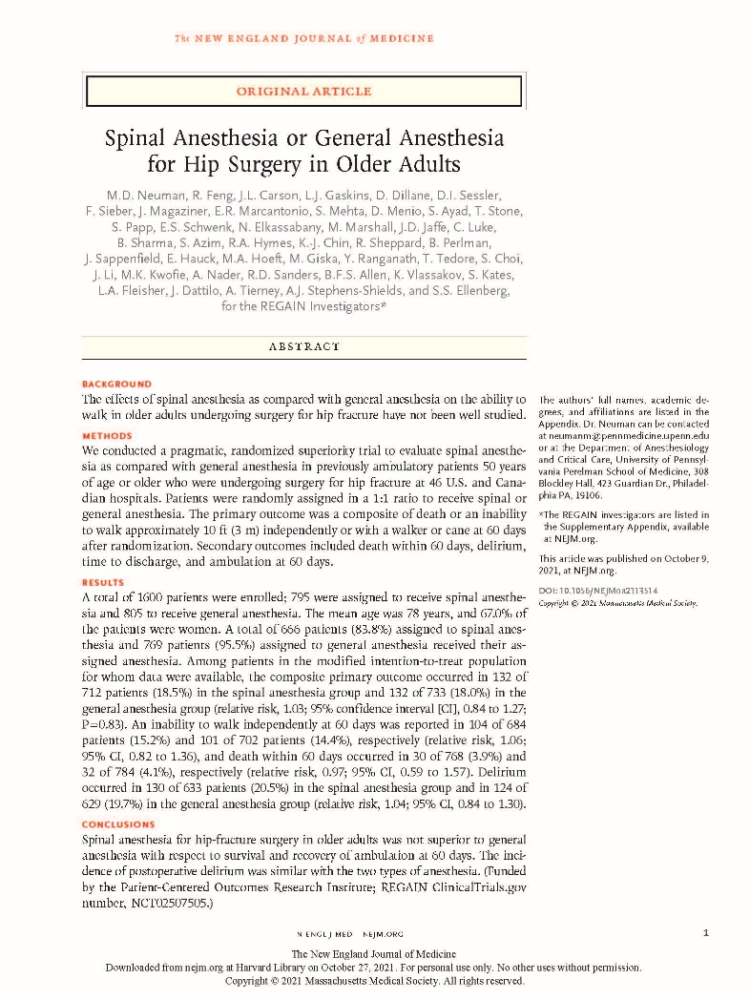 The NEW ENGLAND JOURNAL of MEDICINE
ORIGINAL ARTICLE
Spinal Anesthesia or General Anesthesia
for Hip Surgery in Older Adults
M.D. Neuman, R. Feng, J.L. Carson, L.J. Gaskins, D. Dillane, D.I. Sessler,
F. Sieber, J. Magaziner, E.R. Marcantonio, S. Mehta, D. Menio, S. Ayad, T. Stone,
S. Papp, E.S. Schwenk, N. Elkassabany, M. Marshall, J.D. Jaffe, C. Luke,
B. Sharma, S. Azim, R.A. Hymes, K.-J. Chin, R. Sheppard, B. Perlman,
J. Sappenfield, E. Hauck, M.A. Hoeft, M. Giska, Y. Ranganath, T. Tedore, S. Choi,
J. Li, M.K. Kwofie, A. Nader, R.D. Sanders, B.F.S. Allen, K. Vlassakov, S. Kates,
L.A. Fleisher, J. Dattilo, A. Tierney, A.J. Stephens-Shields, and S.S. Ellenberg,
for the REGAIN Investigators*
ABSTRACT
BACKGROUND
The effects of spinal anesthesia as compared with general anesthesia on the ability to
walk in older adults undergoing surgery for hip fracture have not been well studied.
METHODS
We conducted a pragmatic, randomized superiority trial to evaluate spinal anesthe-
sia as compared with general anesthesia in previously ambulatory patients 50 years
of age or older who were undergoing surgery for hip fracture at 46 U.S. and Cana-
dian hospitals. Patients were randomly assigned in a 1:1 ratio to receive spinal or
general anesthesia. The primary outcome was a composite of death or an inability
to walk approximately 10 ft (3 m) independently or with a walker or cane at 60 days
after randomization. Secondary outcomes included death within 60 days, delirium,
time to discharge, and ambulation at 60 days.
RESULTS
A total of 1600 patients were enrolled; 795 were assigned to receive spinal anesthe-
sia and 805 to receive general anesthesia. The mean age was 78 years, and 67.0% of
the patients were women. A total of 666 patients (83.8%) assigned to spinal anes-
thesia and 769 patients (95.5%) assigned to general anesthesia received their as-
signed anesthesia. Among patients in the modified intention-to-treat population
for whom data were available, the composite primary outcome occurred in 132 of
712 patients (18.5%) in the spinal anesthesia group and 132 of 733 (18.0%) in the
general anesthesia group (relative risk, 1.03; 95% confidence interval [CI], 0.84 to 1.27;
P=0.83). An inability to walk independently at 60 days was reported in 104 of 684
patients (15.2%) and 101 of 702 patients (14.4%), respectively (relative risk, 1.06;
95% CI, 0.82 to 1.36), and death within 60 days occurred in 30 of 768 (3.9%) and
32 of 784 (4.1%), respectively (relative risk, 0.97; 95% CI, 0.59 to 1.57). Delirium
occurred in 130 of 633 patients (20.5%) in the spinal anesthesia group and in 124 of
629 (19.7%) in the general anesthesia group (relative risk, 1.04; 95% CI, 0.84 to 1.30).
CONCLUSIONS
Spinal anesthesia for hip-fracture surgery in older adults was not superior to general
anesthesia with respect to survival and recovery of ambulation at 60 days. The inci-
dence of postoperative delirium was similar with the two types of anesthesia. (Funded
by the Patient-Centered Outcomes Research Institute; REGAIN ClinicalTrials.gov
number, NCT02507505.)
The authors' full names, academic de-
grees, and affiliations are listed in the
Appendix. Dr. Neuman can be contacted
at neumanm@pennmedicine.upenn.edu
or at the Department of Anesthesiology
and Critical Care, University of Pennsyl-
vania Perelman School of Medicine, 308
Blockley Hall, 423 Guardian Dr., Philadel-
phia PA, 19106.
*The REGAIN investigators are listed in
the Supplementary Appendix, available
at NEJM.org.
This article was published on October 9,
2021, at NEJM.org.
DOI: 10.1056/NEJMoa2113514
Copyright © 2021 Massachusetts Medical Society.
N ENGL J MED NEJM.ORG
1
The New England Journal of Medicine
Downloaded from nejm.org at Harvard Library on October 27, 2021. For personal use only. No other uses without permission.
Copyright © 2021 Massachusetts Medical Society. All rights reserved.